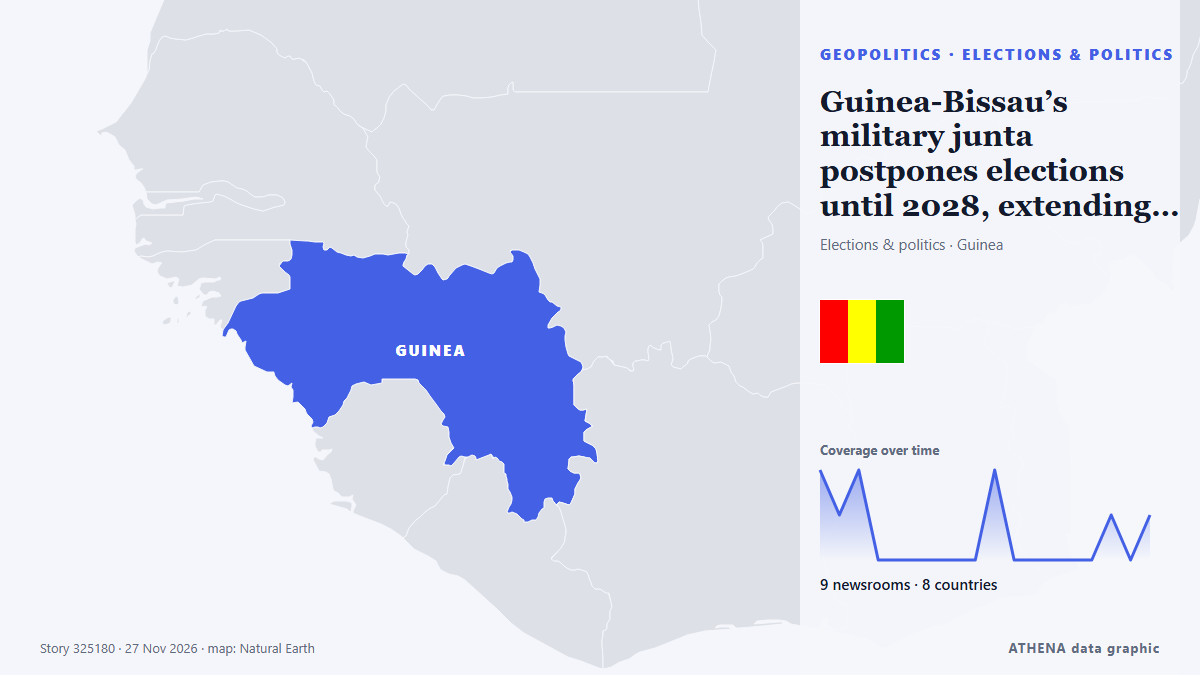 GEOPOLITICS · ELECTIONS & POLITICS
Guinea-Bissau’s
military junta
postpones elections
until 2028, extending…
Elections & politics · Guinea
GUINEA
Coverage over time
9 newsrooms · 8 countries
Story 325180 · 27 Nov 2026 · map: Natural Earth
ATHENA data graphic